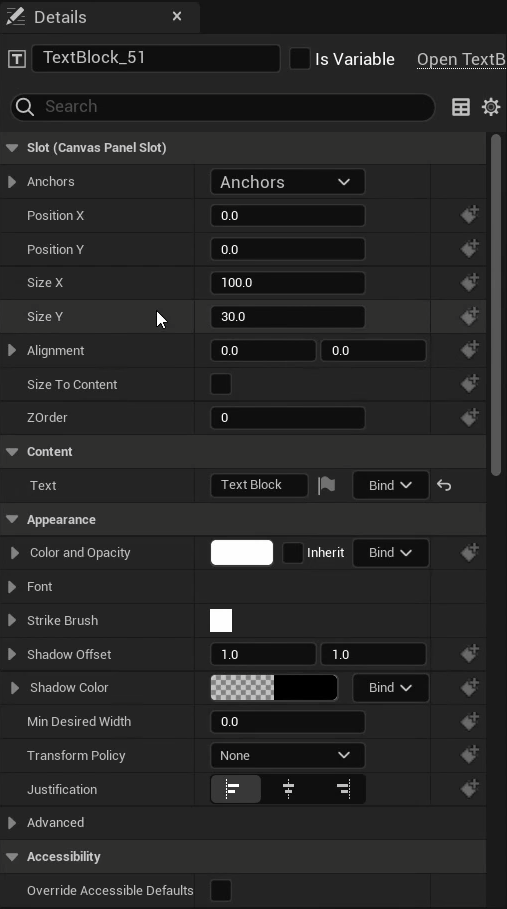 Details
TextBlock_51 Is Variable Open TextB
Search
Slot (Canvas Panel Slot)
Anchors Anchors
Position X 0.0
Position Y 0.0
Size X 100.0
Size Y 30.0
Alignment 0.0 0.0
Size To Content
ZOrder 0
Content
Text Text Block Bind
Appearance
Color and Opacity Inherit Bind
Font
Strike Brush
Shadow Offset 1.0 1.0
Shadow Color Bind
Min Desired Width 0.0
Transform Policy None
Justification
Advanced
Accessibility
Override Accessible Defaults